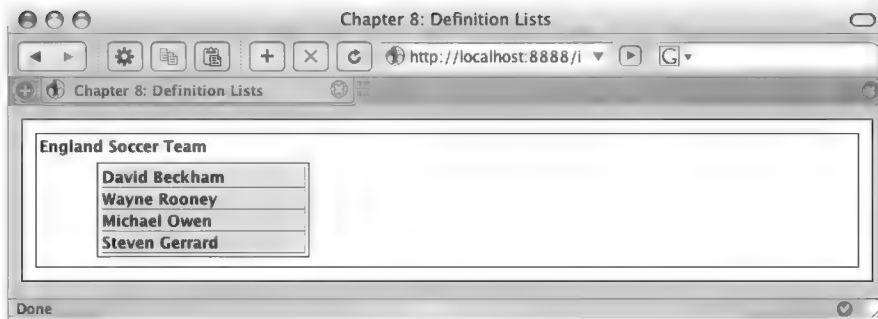 Chapter 8: Definition Lists
http://localhost:8888/i
G
Chapter 8: Definition Lists
England Soccer Team
David Beckham
Wayne Rooney
Michael Owen
Steven Gerrard
Done